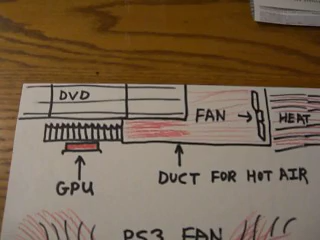 DVD
FAN
HEAT
GPU
DUCT FOR HOT AIR
PS3 FAN